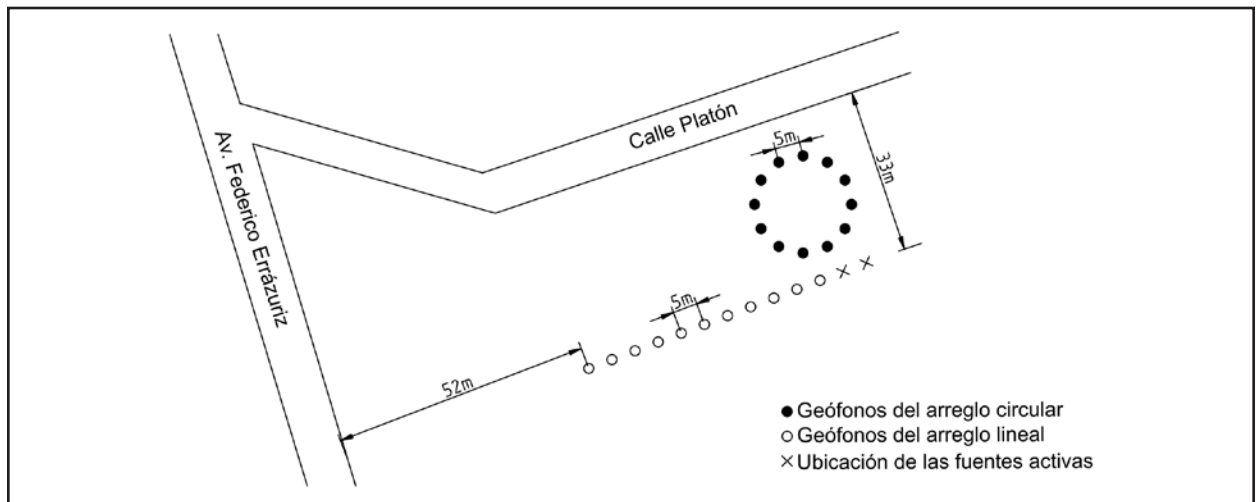 Calle Platón
5m
33m
Av. Federico Errázuriz
5m
52m
Geófonos del arreglo circular
Geófonos del arreglo lineal
Ubicación de las fuentes activas